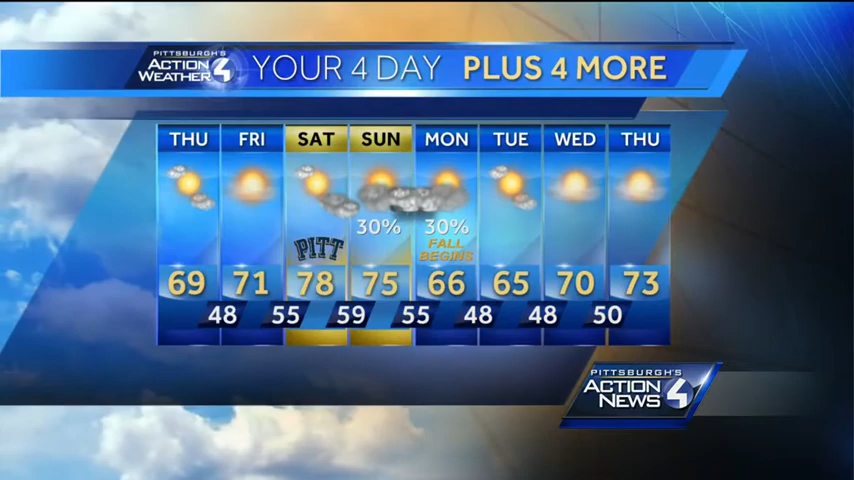 PITTSBURGH'S
ACTION
WEATHER 4
YOUR 4 DAY PLUS 4 MORE
THU FRI SAT SUN MON TUE WED THU
30% 30%
PITT FALL
BEGINS
69 71 78 75 66 65 70 73
48 55 59 55 48 48 50
PITTSBURGH'S
ACTION
NEWS 4